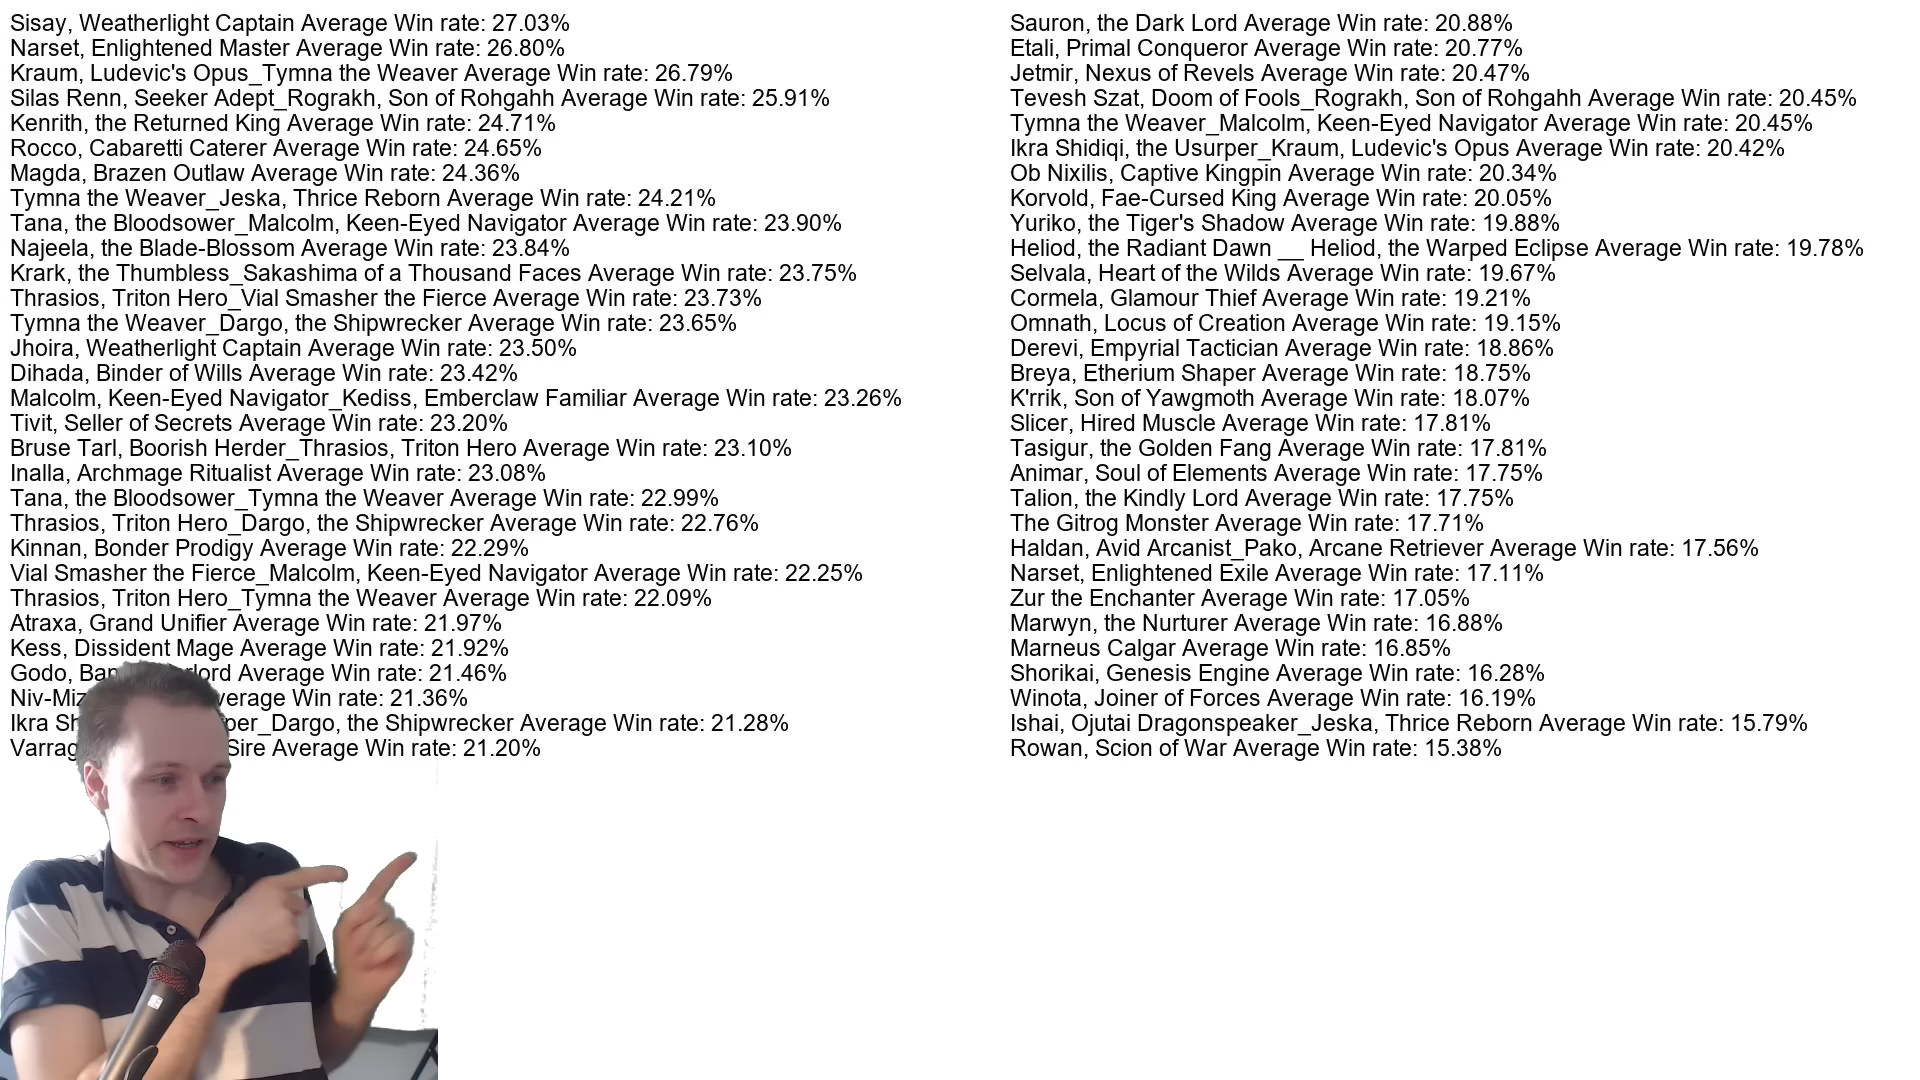 Sisay, Weatherlight Captain Average Win rate: 27.03%
Narset, Enlightened Master Average Win rate: 26.80%
Kraum, Ludevic's Opus_Tymna the Weaver Average Win rate: 26.79%
Silas Renn, Seeker Adept_Rograkh, Son of Rohgahh Average Win rate: 25.91%
Kenrith, the Returned King Average Win rate: 24.71%
Rocco, Cabaretti Caterer Average Win rate: 24.65%
Magda, Brazen Outlaw Average Win rate: 24.36%
Tymna the Weaver_Jeska, Thrice Reborn Average Win rate: 24.21%
Tana, the Bloodsower_Malcolm, Keen-Eyed Navigator Average Win rate: 23.90%
Najeela, the Blade-Blossom Average Win rate: 23.84%
Krark, the Thumbless_Sakashima of a Thousand Faces Average Win rate: 23.75%
Thrasios, Triton Hero_Vial Smasher the Fierce Average Win rate: 23.73%
Tymna the Weaver_Dargo, the Shipwrecker Average Win rate: 23.65%
Jhoira, Weatherlight Captain Average Win rate: 23.50%
Dihada, Binder of Wills Average Win rate: 23.42%
Malcolm, Keen-Eyed Navigator_Kediss, Emberclaw Familiar Average Win rate: 23.26%
Tivit, Seller of Secrets Average Win rate: 23.20%
Bruse Tarl, Boorish Herder_Thrasios, Triton Hero Average Win rate: 23.10%
Inalla, Archmage Ritualist Average Win rate: 23.08%
Tana, the Bloodsower_Tymna the Weaver Average Win rate: 22.99%
Thrasios, Triton Hero_Dargo, the Shipwrecker Average Win rate: 22.76%
Kinnan, Bonder Prodigy Average Win rate: 22.29%
Vial Smasher the Fierce_Malcolm, Keen-Eyed Navigator Average Win rate: 22.25%
Thrasios, Triton Hero_Tymna the Weaver Average Win rate: 22.09%
Atraxa, Grand Unifier Average Win rate: 21.97%
Kess, Dissident Mage Average Win rate: 21.92%
Godo, Average Win rate: 21.46%
Win rate: 21.36%
Dargo, the Shipwrecker Average Win rate: 21.28%
Sire Average Win rate: 21.20%
Sauron, the Dark Lord Average Win rate: 20.88%
Etali, Primal Conqueror Average Win rate: 20.77%
Jetmir, Nexus of Revels Average Win rate: 20.47%
Tevesh Szat, Doom of Fools_Rograkh, Son of Rohgahh Average Win rate: 20.45%
Tymna the Weaver_Malcolm, Keen-Eyed Navigator Average Win rate: 20.45%
Ikra Shidiqi, the Usurper_Kraum, Ludevic's Opus Average Win rate: 20.42%
Ob Nixilis, Captive Kingpin Average Win rate: 20.34%
Korvold, Fae-Cursed King Average Win rate: 20.05%
Yuriko, the Tiger's Shadow Average Win rate: 19.88%
Heliod, the Radiant Dawn __ Heliod, the Warped Eclipse Average Win rate: 19.78%
Selvala, Heart of the Wilds Average Win rate: 19.67%
Cormela, Glamour Thief Average Win rate: 19.21%
Omnath, Locus of Creation Average Win rate: 19.15%
Derevi, Empyrial Tactician Average Win rate: 18.86%
Breya, Etherium Shaper Average Win rate: 18.75%
K'rrik, Son of Yawgmoth Average Win rate: 18.07%
Slicer, Hired Muscle Average Win rate: 17.81%
Tasigur, the Golden Fang Average Win rate: 17.81%
Animar, Soul of Elements Average Win rate: 17.75%
Talion, the Kindly Lord Average Win rate: 17.75%
The Gitrog Monster Average Win rate: 17.71%
Haldan, Avid Arcanist_Pako, Arcane Retriever Average Win rate: 17.56%
Narset, Enlightened Exile Average Win rate: 17.11%
Zur the Enchanter Average Win rate: 17.05%
Marwyn, the Nurturer Average Win rate: 16.88%
Marneus Calgar Average Win rate: 16.85%
Shorikai, Genesis Engine Average Win rate: 16.28%
Winota, Joiner of Forces Average Win rate: 16.19%
Ishai, Ojutai Dragonspeaker_Jeska, Thrice Reborn Average Win rate: 15.79%
Rowan, Scion of War Average Win rate: 15.38%